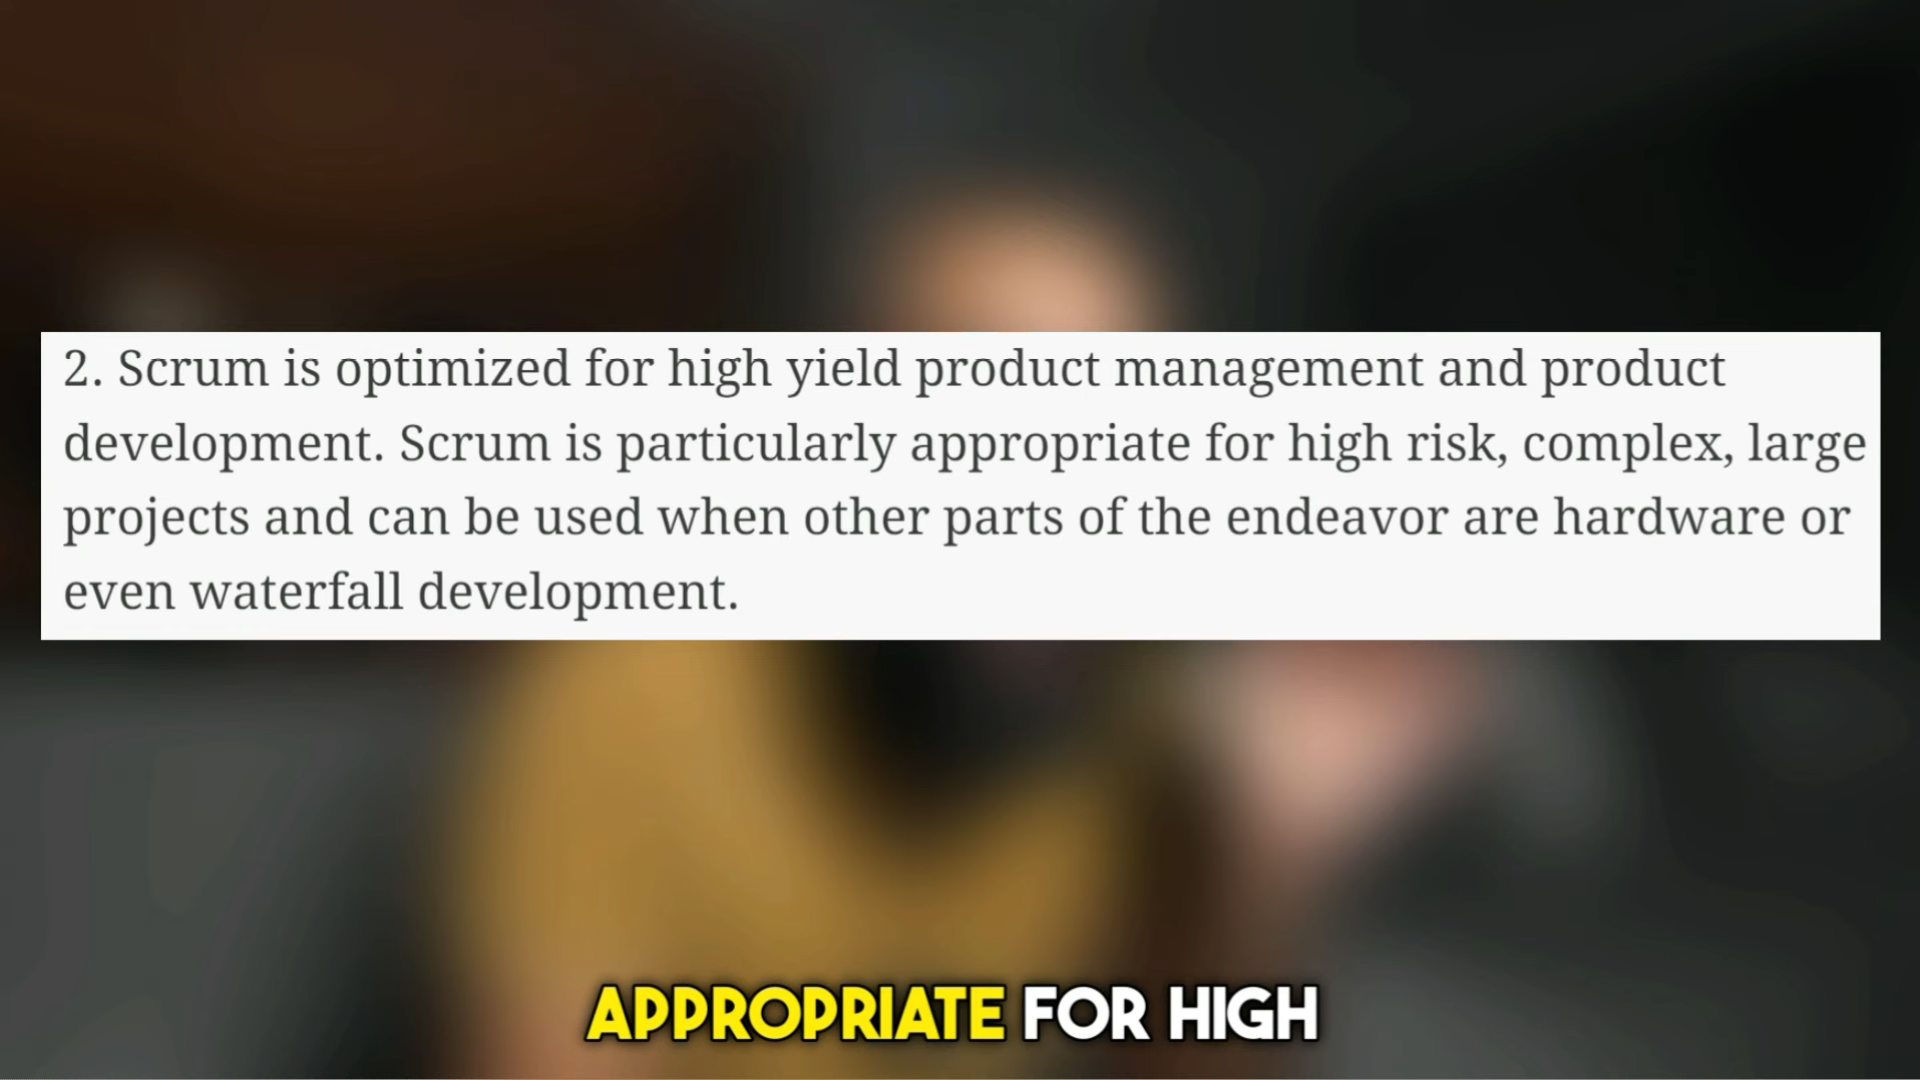 2. Scrum is optimized for high yield product management and product
development. Scrum is particularly appropriate for high risk, complex, large
projects and can be used when other parts of the endeavor are hardware or
even waterfall development.
APPROPRIATE FOR HIGH